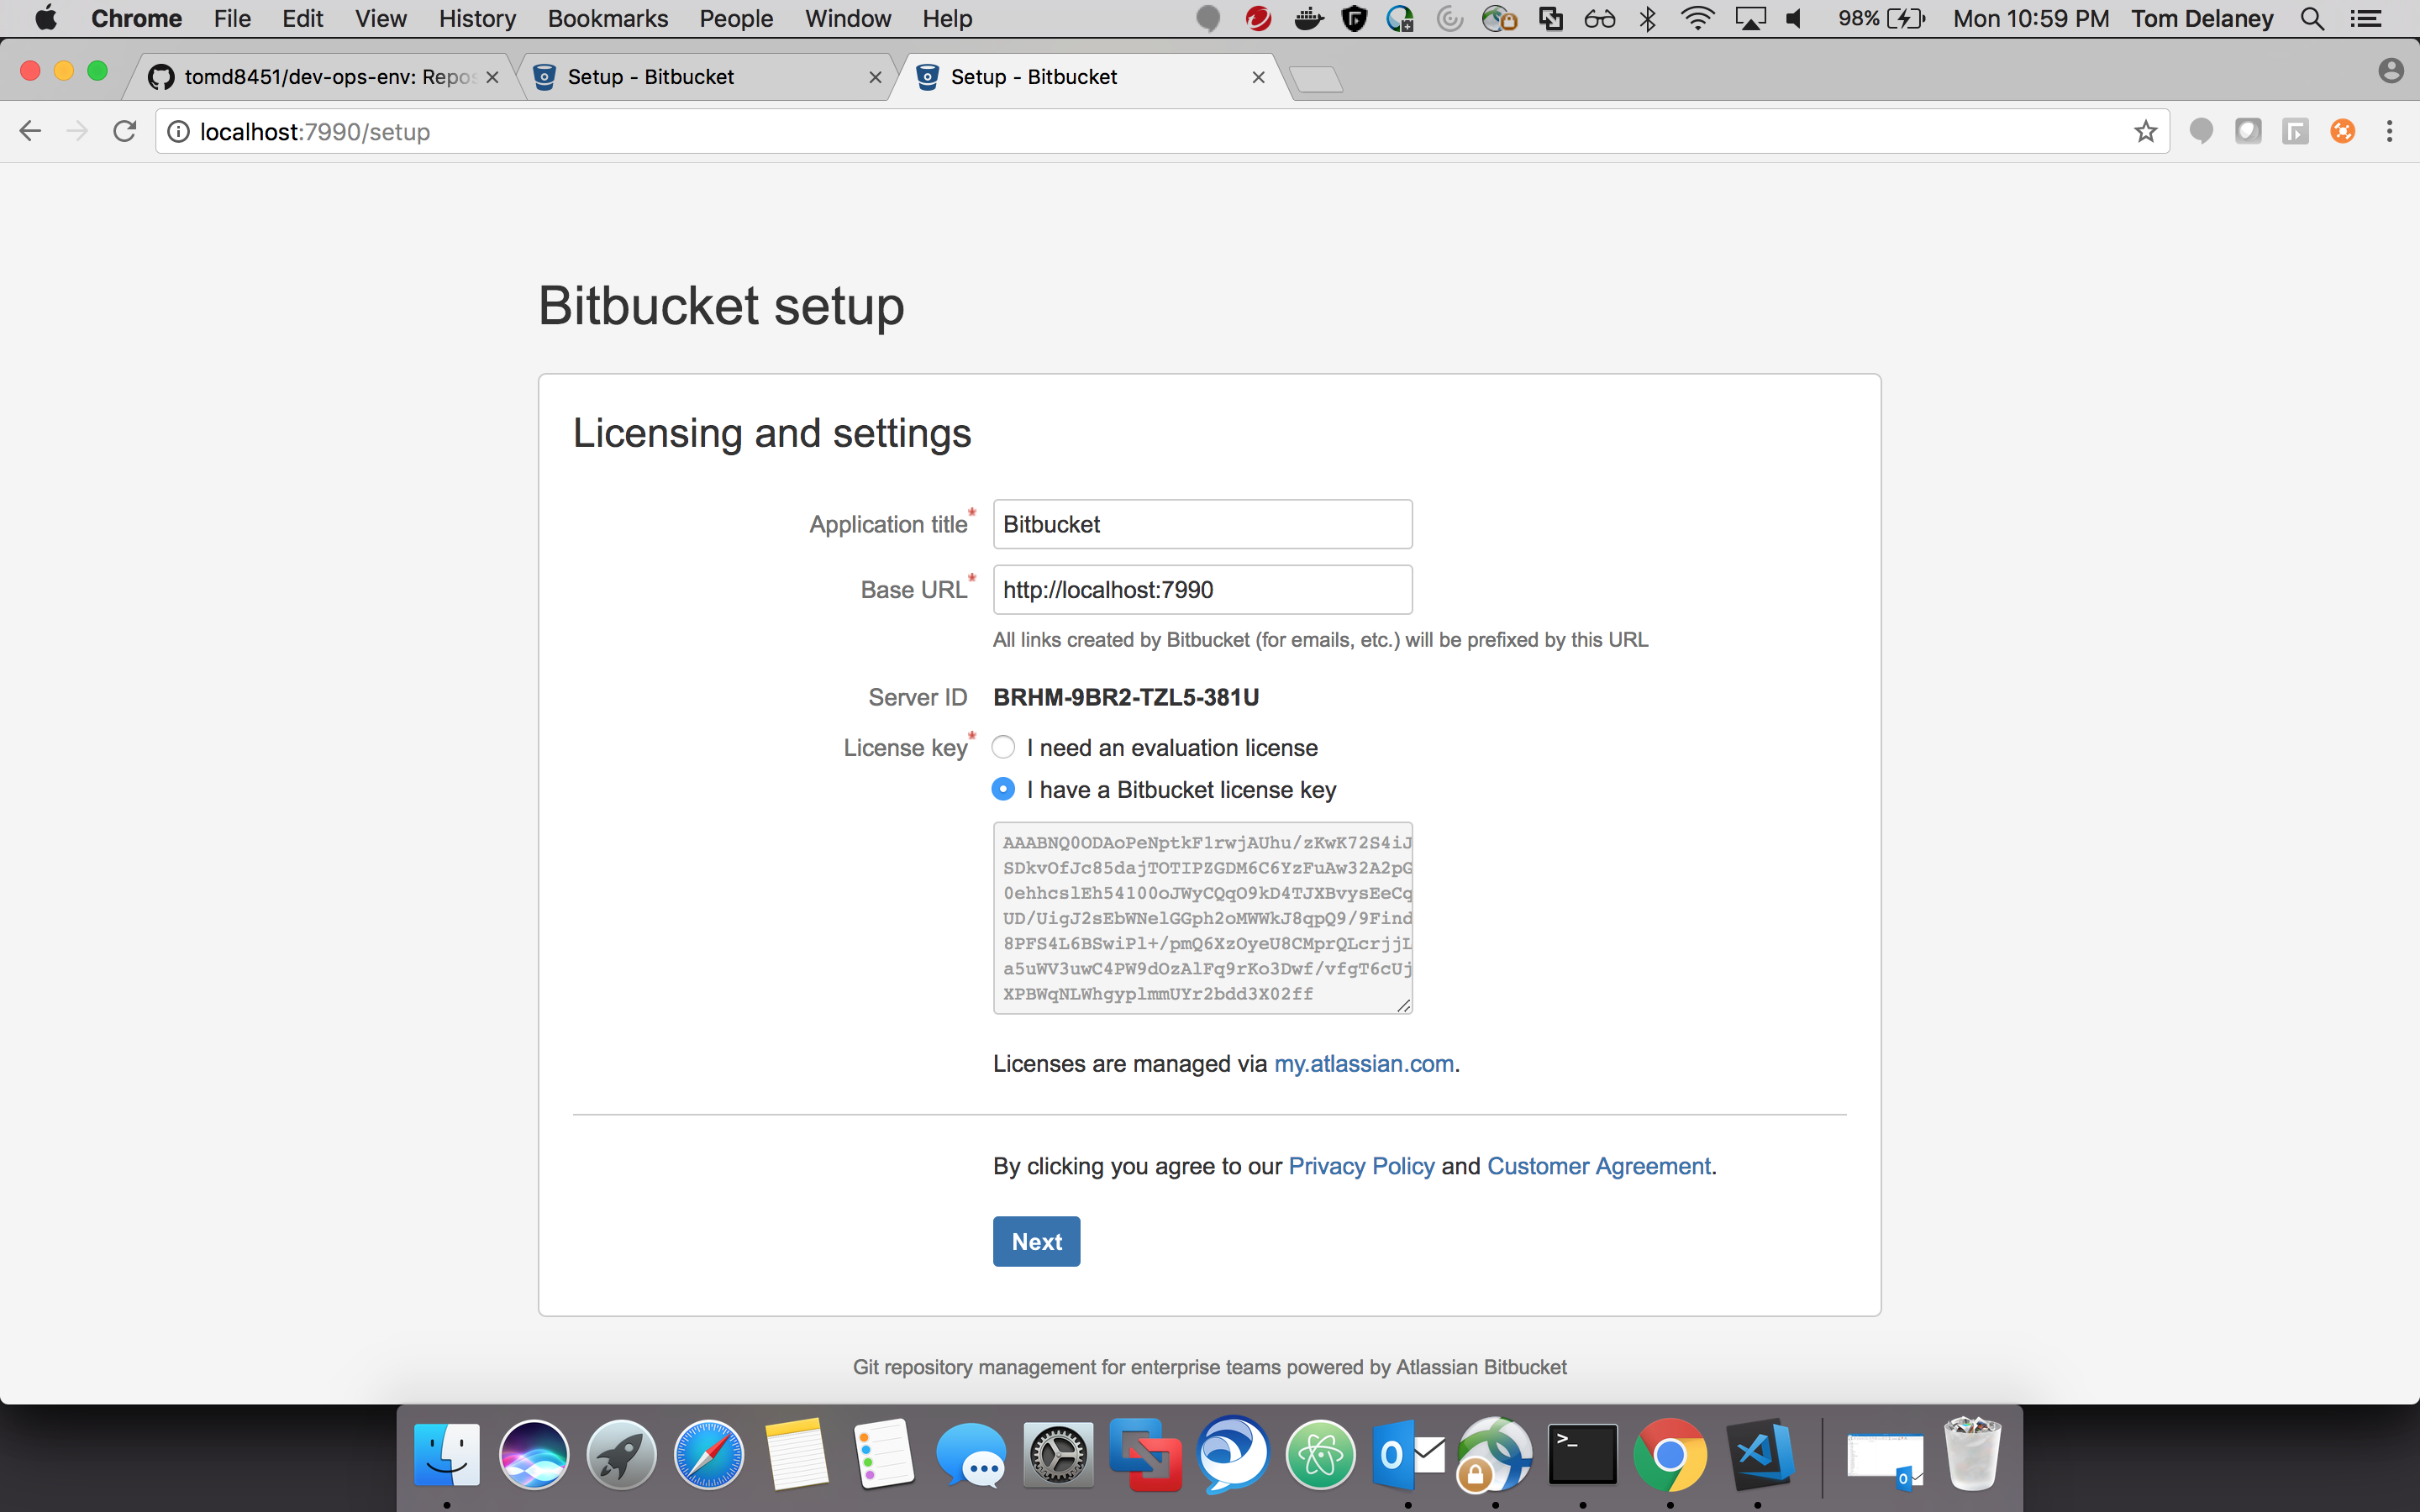 Chrome File Edit View History Bookmarks People Window Help 98% Mon 10:59 PM Tom Delaney
tomd8451/dev-ops-env: Repos Setup - Bitbucket Setup - Bitbucket
localhost:7990/setup
Bitbucket setup
Licensing and settings
Application title* Bitbucket
Base URL* http://localhost:7990
All links created by Bitbucket (for emails, etc.) will be prefixed by this URL
Server ID BRHM-9BR2-TZL5-381U
License key* I need an evaluation license
I have a Bitbucket license key
AAABNQ0ODAoPeNptkF1rwjAUhu/zKwK72S4iJ
SDkvOfJc85dajTOTIPZGDM6C6YzFuAw32A2pG
0ehhcslEh54100oJWyCQqO9kD4TJXBvysEeCq
UD/UigJ2sEbWNelGGph2oMWWkJ8qpQ9/9Find
8PFS4L6BSwiPl+/pmQ6XzOyeU8CMprQLcrjjL
a5uWV3uwC4PW9dOzAlFq9rKo3Dwf/vfgT6cUj
XPBWqNLWhgyplmmUYr2bdd3X02ff
Licenses are managed via my.atlassian.com.
By clicking you agree to our Privacy Policy and Customer Agreement.
Next
Git repository management for enterprise teams powered by Atlassian Bitbucket